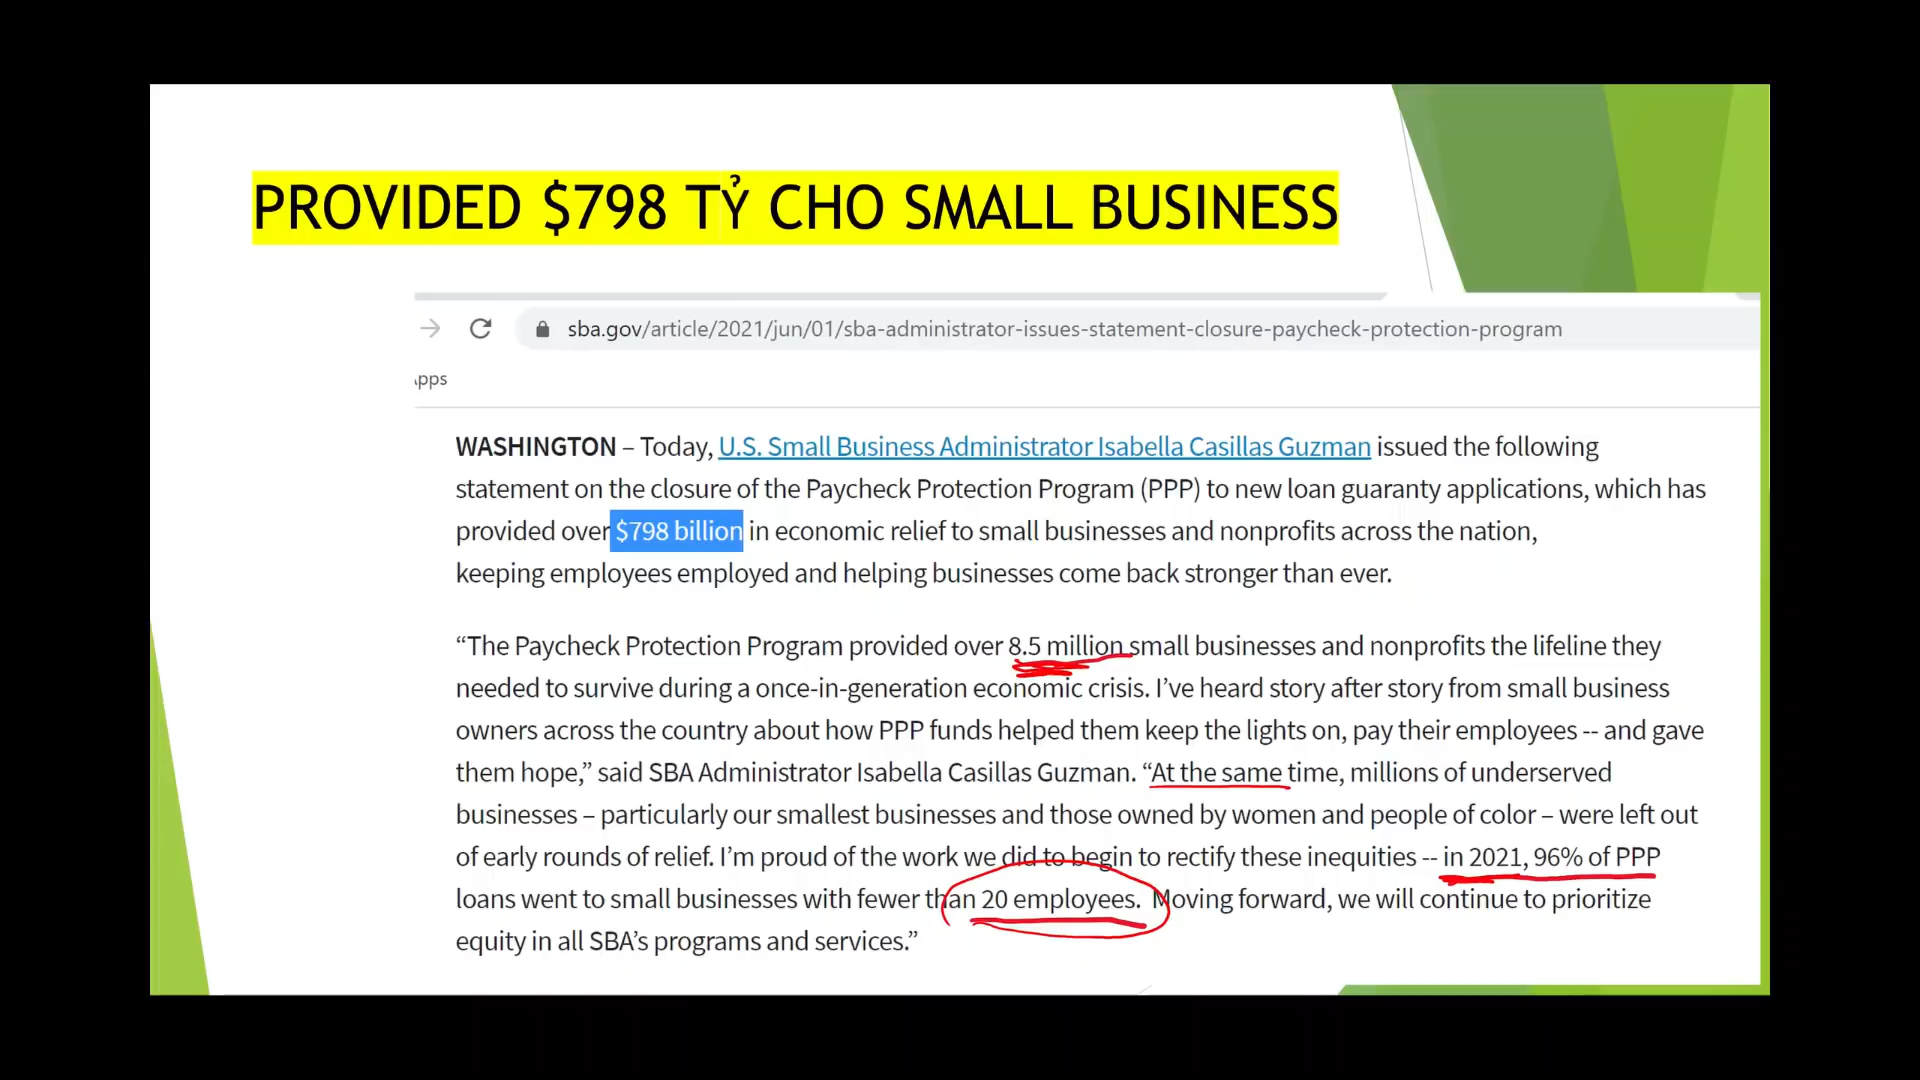 PROVIDED $798 TỶ CHO SMALL BUSINESS
sba.gov/article/2021/jun/01/sba-administrator-issues-statement-closure-paycheck-protection-program
WASHINGTON – Today, U.S. Small Business Administrator Isabella Casillas Guzman issued the following
statement on the closure of the Paycheck Protection Program (PPP) to new loan guaranty applications, which has
provided over $798 billion in economic relief to small businesses and nonprofits across the nation,
keeping employees employed and helping businesses come back stronger than ever.
“The Paycheck Protection Program provided over 8.5 million small businesses and nonprofits the lifeline they
needed to survive during a once-in-generation economic crisis. I’ve heard story after story from small business
owners across the country about how PPP funds helped them keep the lights on, pay their employees -- and gave
them hope,” said SBA Administrator Isabella Casillas Guzman. “At the same time, millions of underserved
businesses – particularly our smallest businesses and those owned by women and people of color – were left out
of early rounds of relief. I’m proud of the work we did to begin to rectify these inequities -- in 2021, 96% of PPP
loans went to small businesses with fewer than 20 employees. Moving forward, we will continue to prioritize
equity in all SBA’s programs and services.”